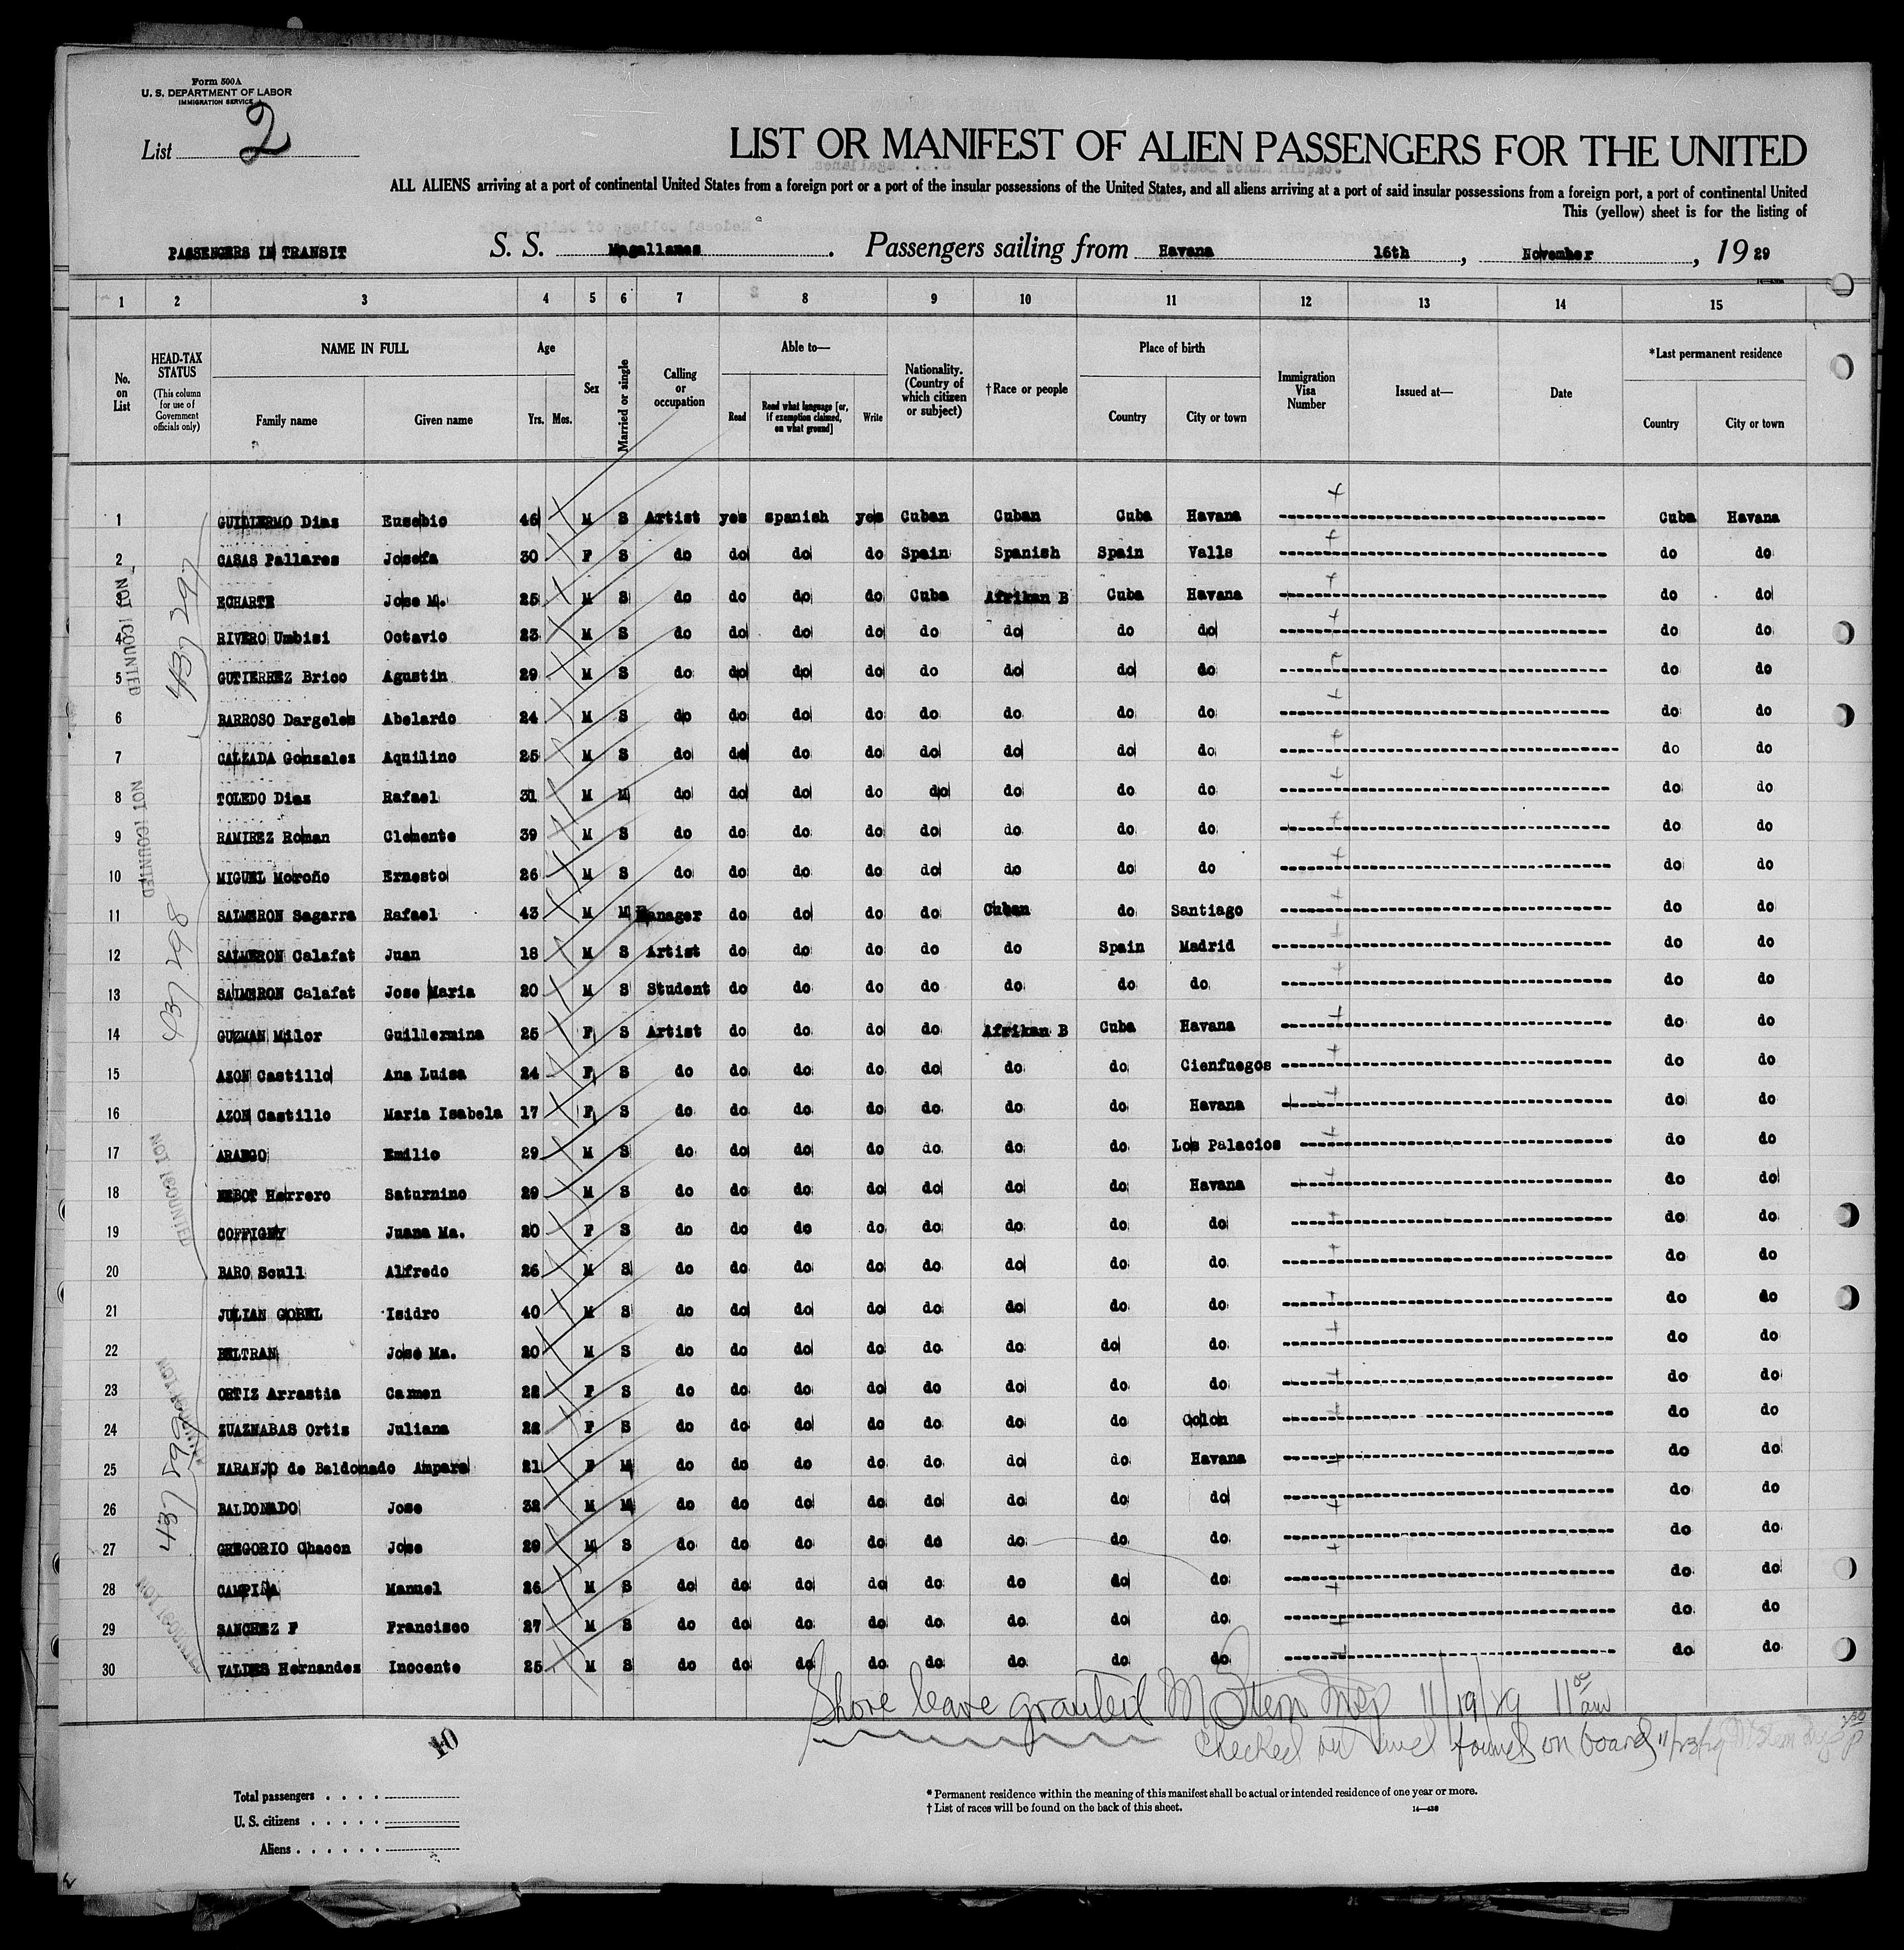 Form 500A
U. S. DEPARTMENT OF LABOR
IMMIGRATION SERVICE
List 2
LIST OR MANIFEST OF ALIEN PASSENGERS FOR THE UNITED
ALL ALIENS arriving at a port of continental United States from a foreign port or a port of the insular possessions of the United States, and all aliens arriving at a port of said insular possessions from a foreign port, a port of continental United
This (yellow) sheet is for the listing of
PASSENGERS IN TRANSIT S. S. Magallanes. Passengers sailing from Havana 16th, November, 1929
1 2 3 4 5 6 7 8 9 10 11 12 13 14 15
No. on List
HEAD-TAX STATUS (This column for use of Government officials only)
NAME IN FULL Family name Given name
Age Yrs. Mos.
Sex
Married or single
Calling or occupation
Able to— Read Read what language [or, if exemption claimed, on what ground] Write
Nationality. (Country of which citizen or subject)
†Race or people
Place of birth Country City or town
Immigration Visa Number
Issued at—
Date
*Last permanent residence Country City or town
1 GUILLERMO Dias Eusebio 46 M S Artist yes spanish yes Cuban Cuban Cuba Havana Cuba Havana
2 CASAS Pallares Josefa 30 F S do do do do Spain Spanish Spain Valls do do
3 ECHARTE Jose M. 25 M S do do do do Cuba Afrikan B Cuba Havana do do
4 RIVERO Umbisi Octavio 23 M S do do do do do do do do do do
5 GUTIERREZ Brico Agustin 29 M S do do do do do do do do do do
6 BARROSO Dargeles Abelardo 24 M S do do do do do do do do do do
7 CALZADA Gonzalez Aquilino 25 M S do do do do do do do do do do
8 TOLEDO Dias Rafael 31 M M do do do do do do do do do do
9 RAMIREZ Roman Clemente 39 M S do do do do do do do do do do
10 MIGUEL Moroño Ernesto 26 M S do do do do do do do do do do
11 SALMERON Sagarra Rafael 43 M M Manager do do do do Cuban do Santiago do do
12 SALMERON Calafat Juan 18 M S Artist do do do do do Spain Madrid do do
13 SALMERON Calafat Jose Maria 20 M S Student do do do do do do do do do
14 GUZMAN Milor Guillermina 25 F S Artist do do do do Afrikan B Cuba Havana do do
15 AZON Castillo Ana Luisa 24 F S do do do do do do do Cienfuegos do do
16 AZON Castillo Maria Isabela 17 F S do do do do do do do Havana do do
17 ARANGO Emilio 29 M S do do do do do do do Los Palacios do do
18 NEBOT Herrero Saturnino 29 M S do do do do do do do Havana do do
19 COFFIGNY Juana Ma. 20 F S do do do do do do do do do do
20 BARO Scull Alfredo 26 M S do do do do do do do do do do
21 JULIAN GOBEL Isidro 40 M S do do do do do do do do do do
22 BELTRAN José Ma. 20 M S do do do do do do do do do do
23 ORTIZ Arrastia Carmen 22 F S do do do do do do do do do do
24 ZUAZNABAS Ortis Juliana 22 F S do do do do do do do Colon do do
25 NARANJO de Baldonado Ampara 21 F M do do do do do do do Havana do do
26 BALDONADO Jose 32 M M do do do do do do do do do do
27 GREGORIO Chacon Jose 29 M S do do do do do do do do do do
28 CAMPIÑA Manuel 26 M S do do do do do do do do do do
29 SANCHEZ F Francisco 27 M S do do do do do do do do do do
30 VALDES Hernandez Inocente 25 M S do do do do do do do do do do
NOT COUNTED
437 297
NOT COUNTED
437 298
437 299
Shore leave granted M Stern Insp 11/19/29 11 00 am
Checked out and found on board 11/23/29
10
Total passengers
U. S. citizens
Aliens
* Permanent residence within the meaning of this manifest shall be actual or intended residence of one year or more.
† List of races will be found on the back of this sheet.
14—430